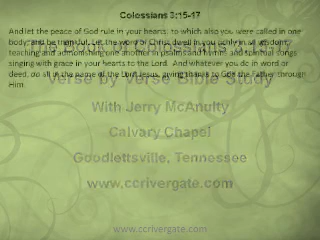 Colossians 3:15-17
And let the peace of God rule in your hearts, to which also you were called in one
body; and be thankful. Let the word of Christ dwell in you richly in all wisdom,
teaching and admonishing one another in psalms and hymns and spiritual songs,
singing with grace in your hearts to the Lord. And whatever you do in word or
deed, do all in the name of the Lord Jesus, giving thanks to God the Father through
Him.
Verse by Verse Bible Study
With Jerry McAnulty
Calvary Chapel
Goodlettsville, Tennessee
www.ccrivergate.com
www.ccrivergate.com